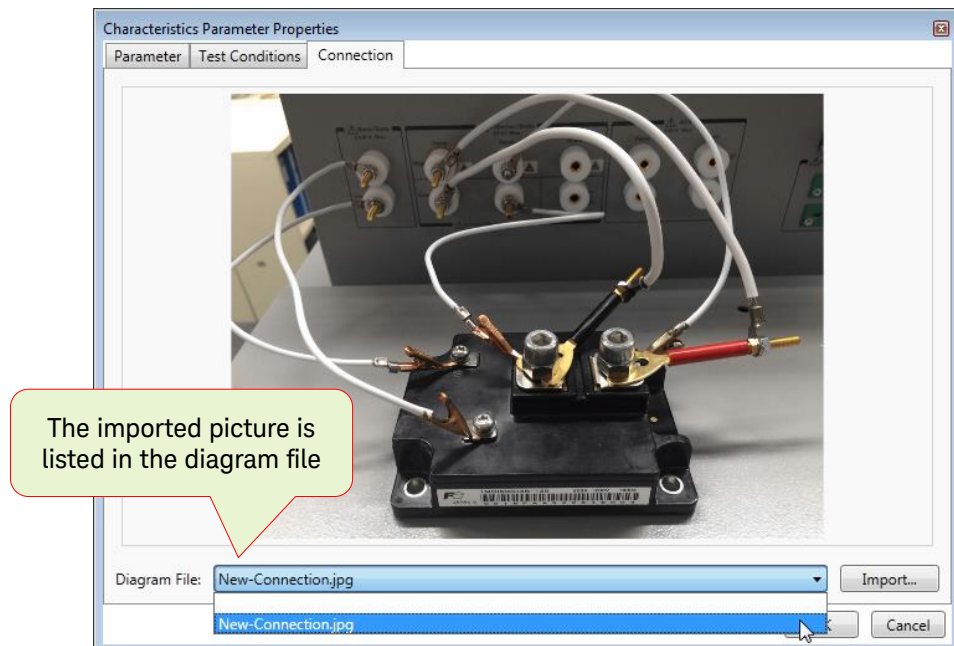 Characteristics Parameter Properties
Parameter Test Conditions Connection
The imported picture is
listed in the diagram file
Diagram File: New-Connection.jpg Import...
New-Connection.jpg
Cancel